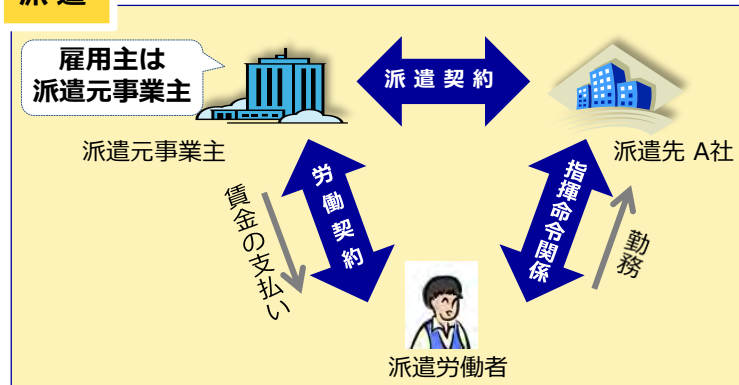 派遣
雇用主は
派遣元事業主
派遣契約
派遣元事業主
派遣先 A社
労働契約
指揮命令関係
賃金の支払い
勤務
派遣労働者